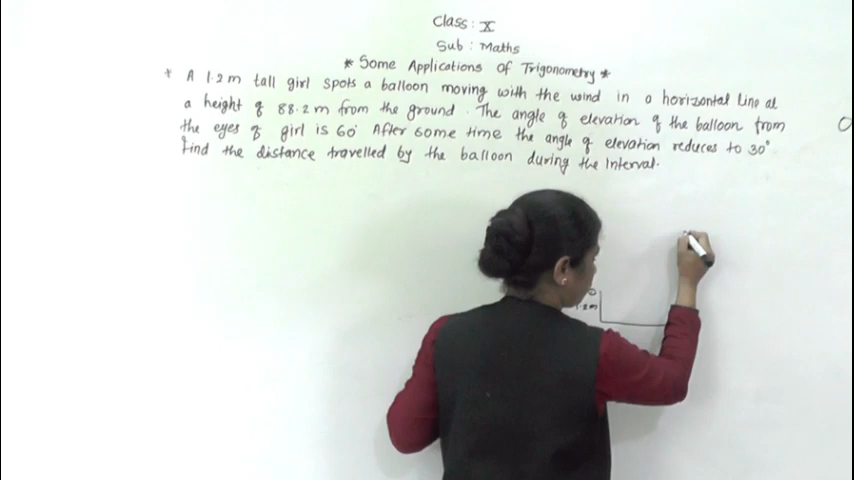 Class: X
Sub : Maths
* Some Applications Of Trigonometry *
* A 1.2 m tall girl spots a balloon moving with the wind in a horizontal line at
a height of 88.2 m from the ground. The angle of elevation of the balloon from
the eyes of girl is 60° After some time the angle of elevation reduces to 30°
Find the distance travelled by the balloon during the interval.
1.2m